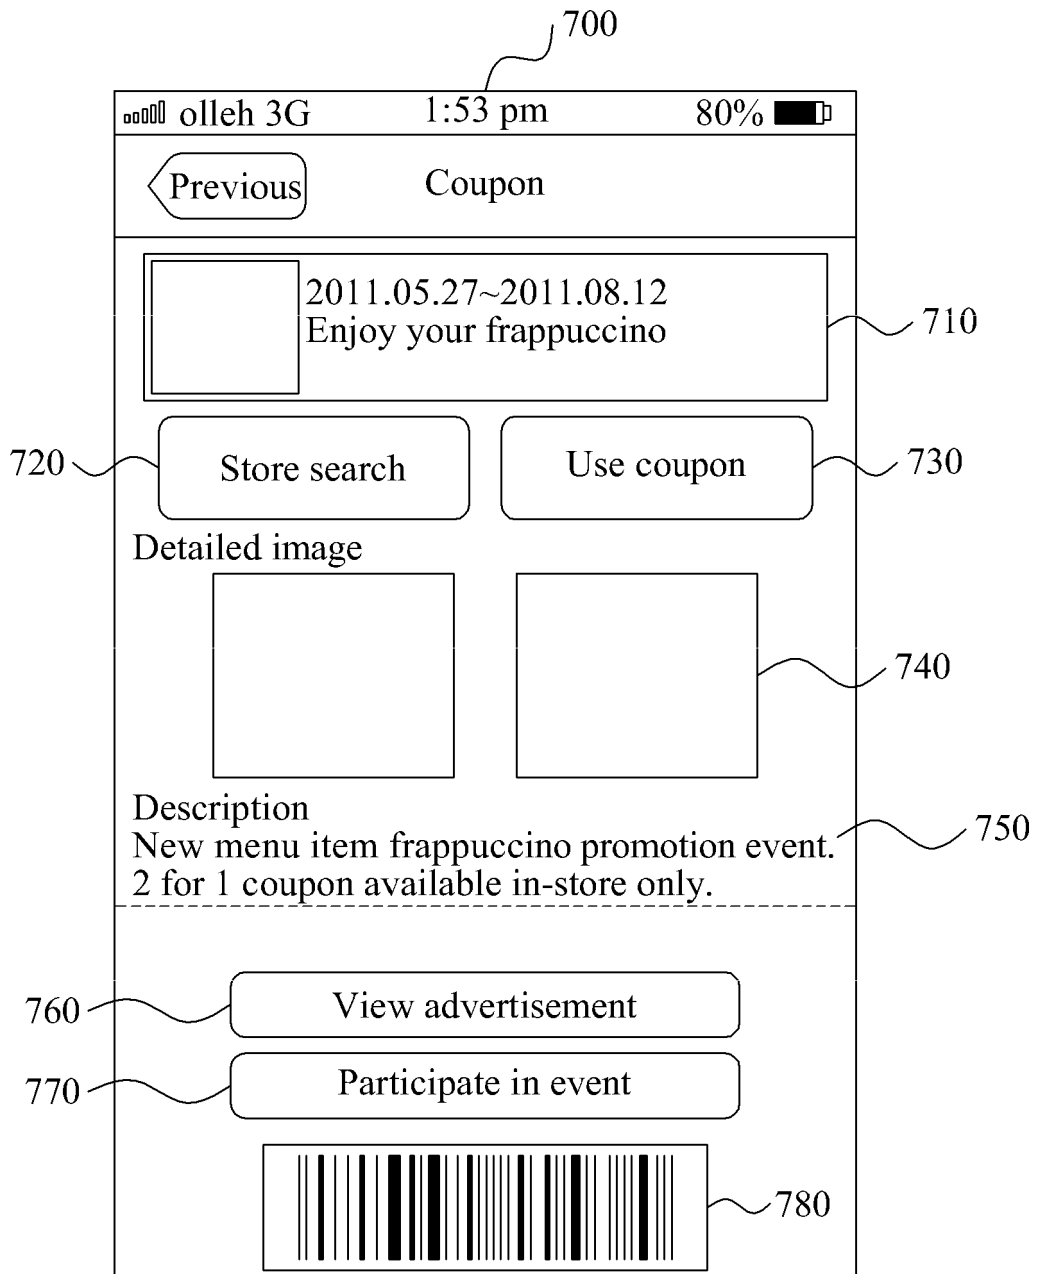 700
olleh 3G 1:53 pm 80%
Previous Coupon
2011.05.27~2011.08.12
Enjoy your frappuccino
710
720 Store search Use coupon 730
Detailed image
740
Description
New menu item frappuccino promotion event. 750
2 for 1 coupon available in-store only.
760 View advertisement
770 Participate in event
780